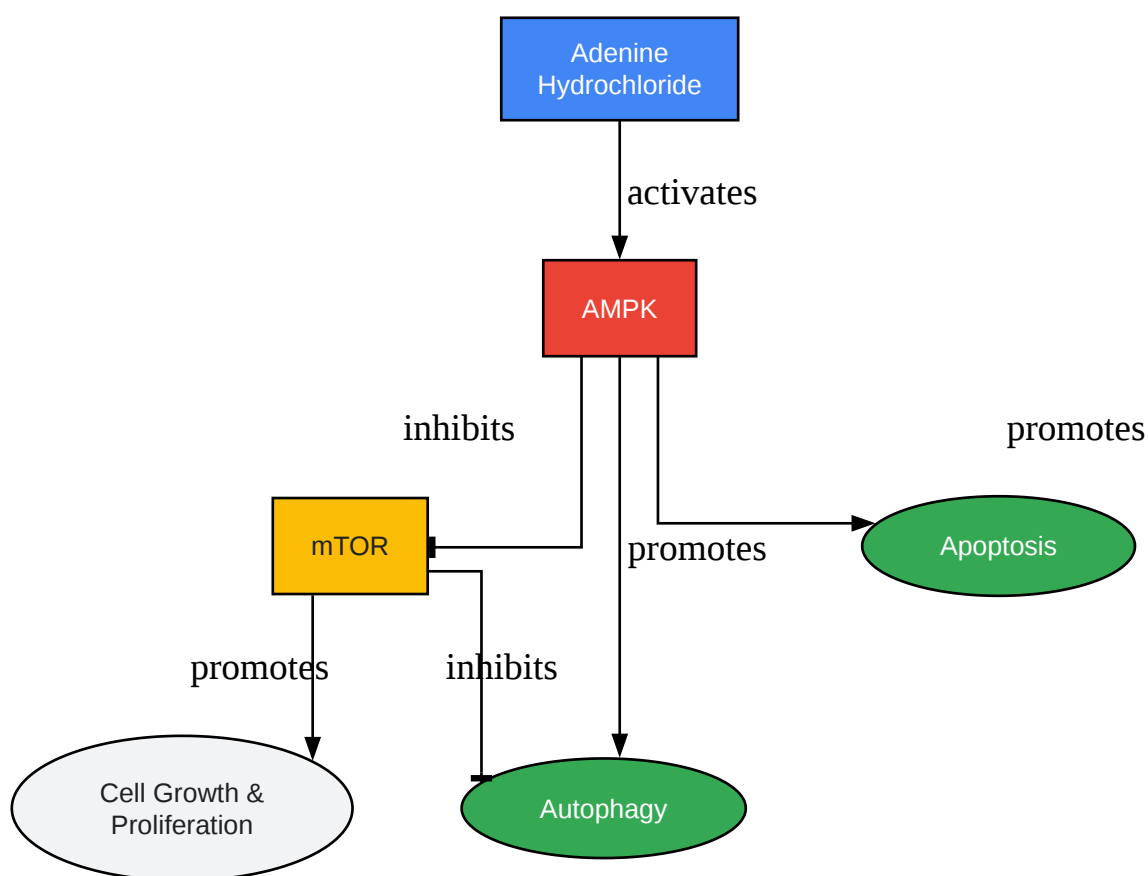 Adenine
Hydrochloride
activates
AMPK
inhibits
promotes
mTOR
promotes
Apoptosis
promotes
inhibits
Cell Growth &
Proliferation
Autophagy